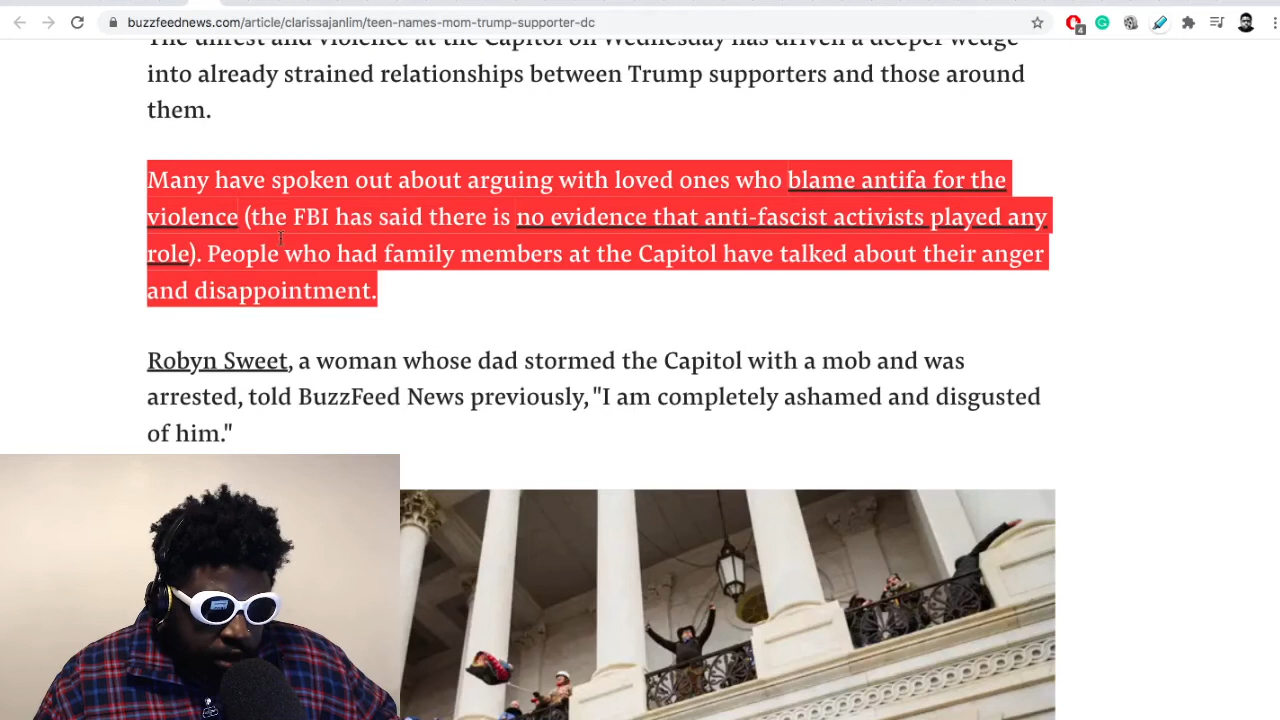 buzzfeednews.com/article/clarissajanlim/teen-names-mom-trump-supporter-dc
4
The unrest and violence at the Capitol on Wednesday has driven a deeper wedge
into already strained relationships between Trump supporters and those around
them.
Many have spoken out about arguing with loved ones who blame antifa for the
violence (the FBI has said there is no evidence that anti-fascist activists played any
role). People who had family members at the Capitol have talked about their anger
and disappointment.
Robyn Sweet, a woman whose dad stormed the Capitol with a mob and was
arrested, told BuzzFeed News previously, "I am completely ashamed and disgusted
of him."